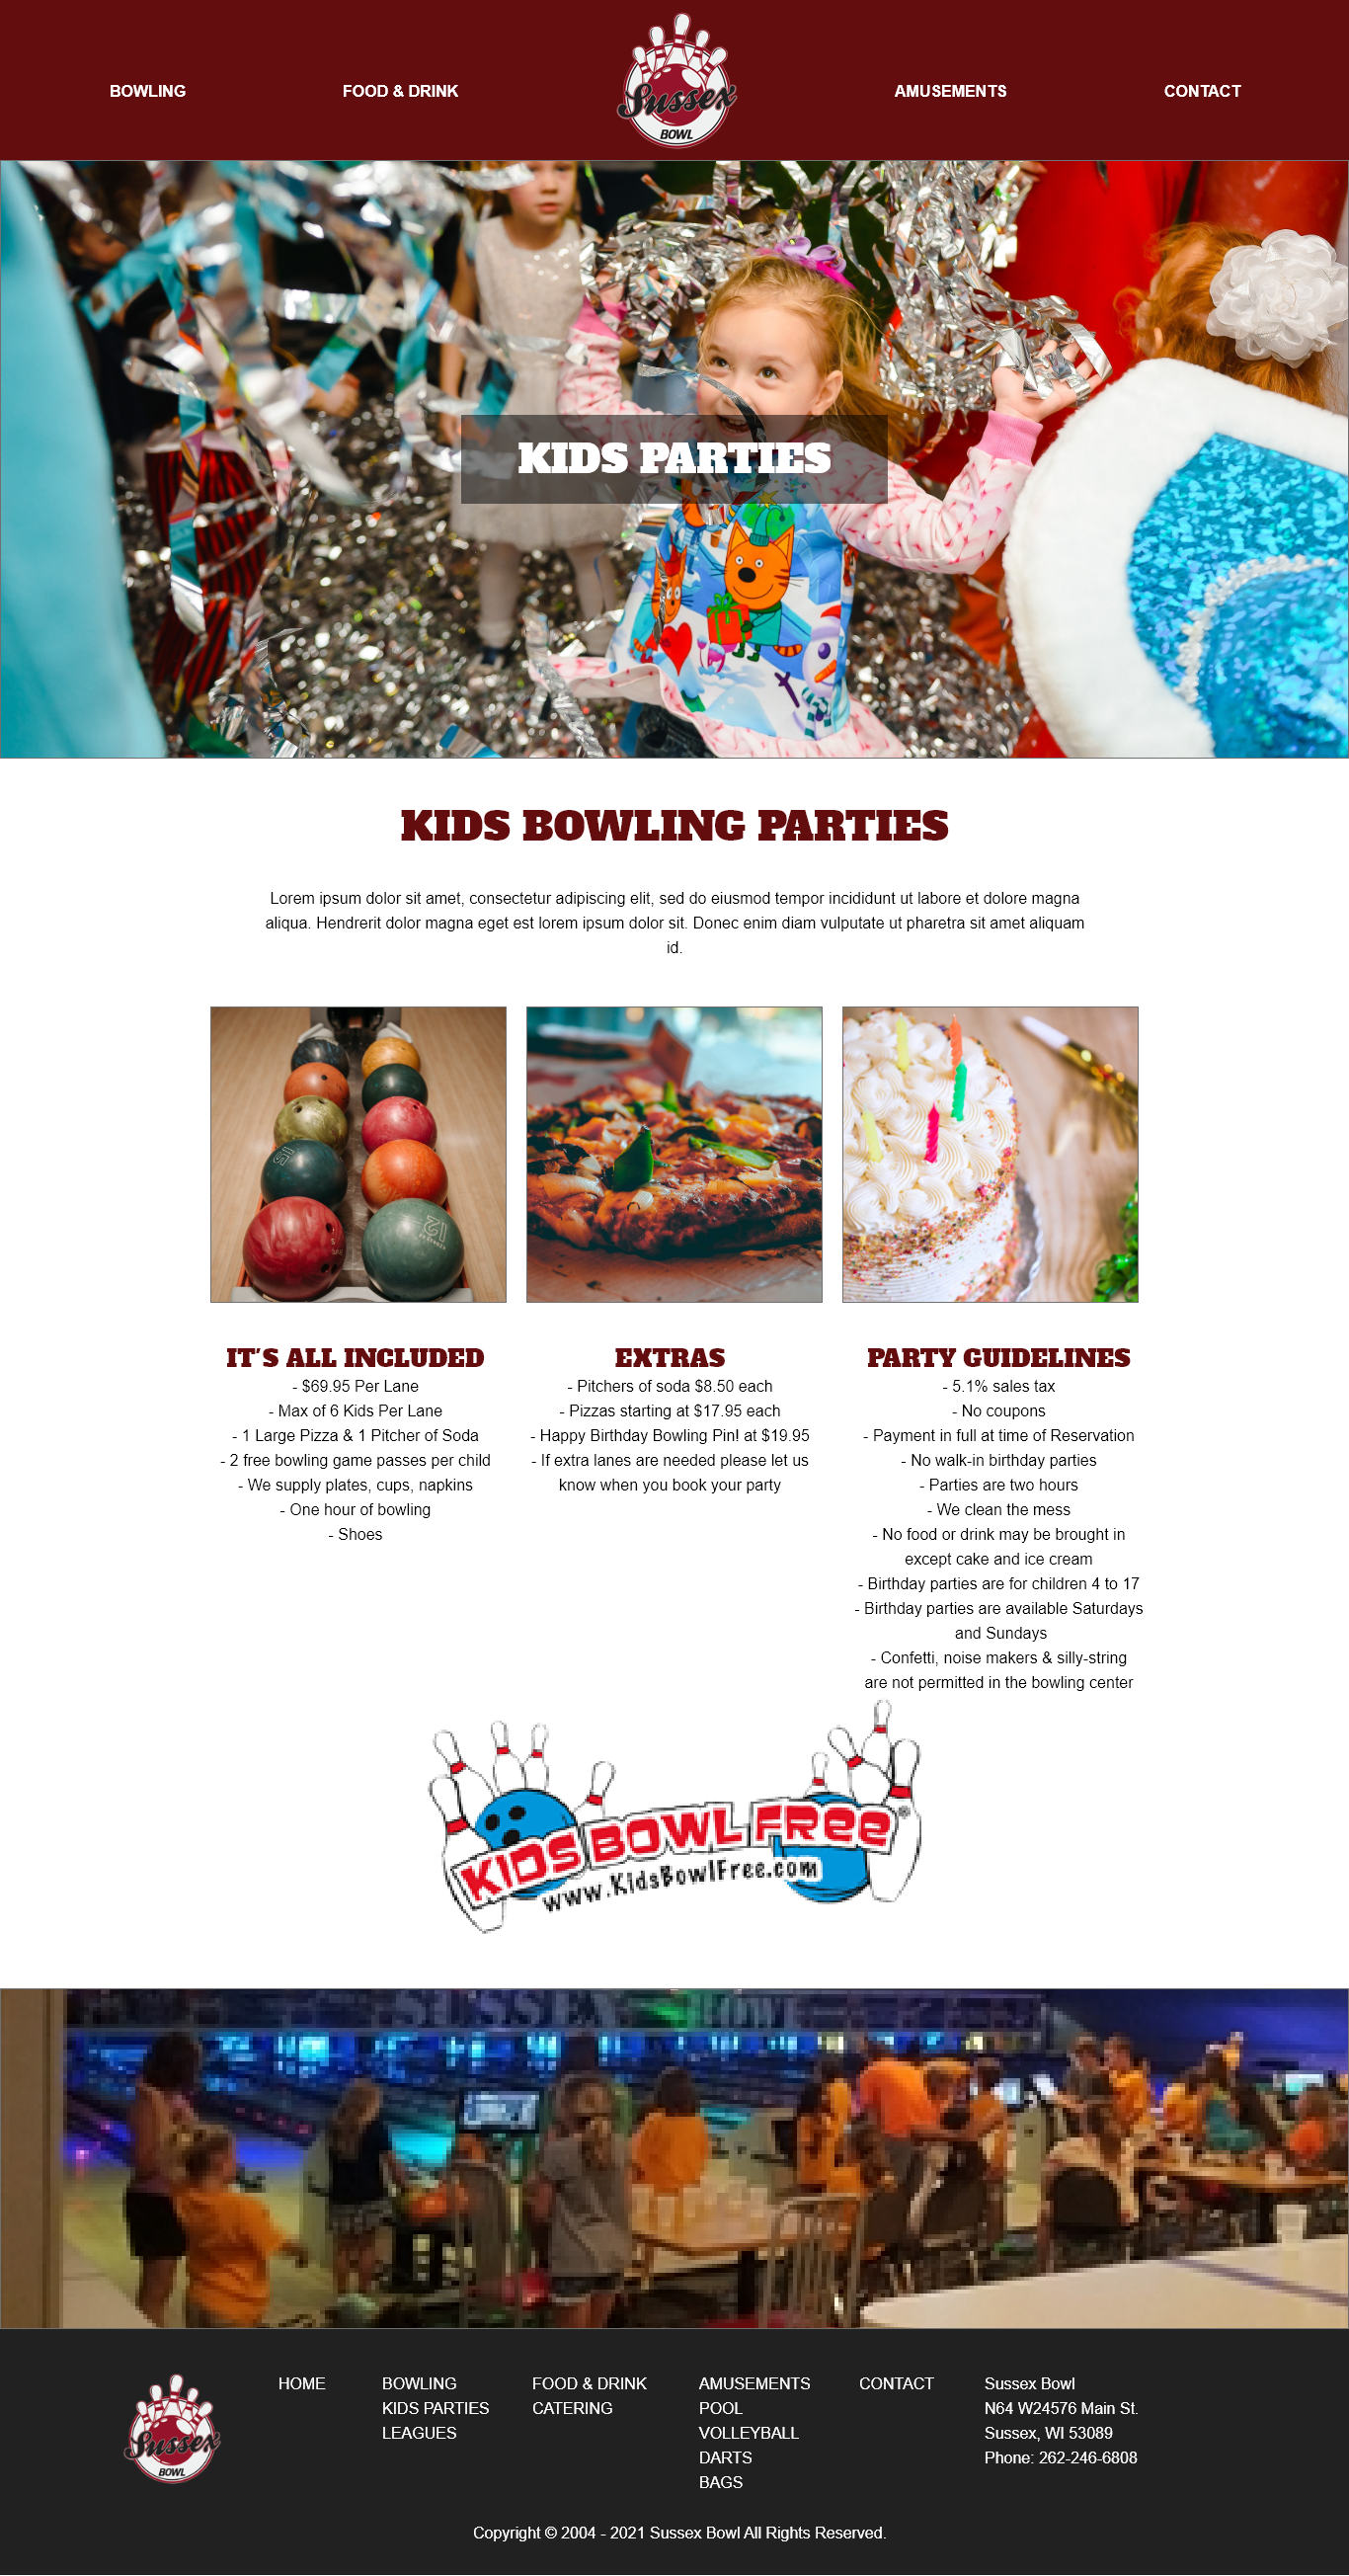 BOWLING
FOOD & DRINK
Sussex
BOWL
AMUSEMENTS
CONTACT
KIDS PARTIES
KIDS BOWLING PARTIES
Lorem ipsum dolor sit amet, consectetur adipiscing elit, sed do eiusmod tempor incididunt ut labore et dolore magna
aliqua. Hendrerit dolor magna eget est lorem ipsum dolor sit. Donec enim diam vulputate ut pharetra sit amet aliquam
id.
15
12
IT'S ALL INCLUDED
- $69.95 Per Lane
- Max of 6 Kids Per Lane
- 1 Large Pizza & 1 Pitcher of Soda
- 2 free bowling game passes per child
- We supply plates, cups, napkins
- One hour of bowling
- Shoes
EXTRAS
- Pitchers of soda $8.50 each
- Pizzas starting at $17.95 each
- Happy Birthday Bowling Pin! at $19.95
- If extra lanes are needed please let us
know when you book your party
PARTY GUIDELINES
- 5.1% sales tax
- No coupons
- Payment in full at time of Reservation
- No walk-in birthday parties
- Parties are two hours
- We clean the mess
- No food or drink may be brought in
except cake and ice cream
- Birthday parties are for children 4 to 17
- Birthday parties are available Saturdays
and Sundays
- Confetti, noise makers & silly-string
are not permitted in the bowling center
KIDS BOWL FREE®
www.KidsBowlFree.com
SUSSEX Bowl
HOME
BOWLING
KIDS PARTIES
LEAGUES
FOOD & DRINK
CATERING
AMUSEMENTS
POOL
VOLLEYBALL
DARTS
BAGS
CONTACT
Sussex Bowl
N64 W24576 Main St.
Sussex, WI 53089
Phone: 262-246-6808
Sussex
BOWL
Copyright © 2004 - 2021 Sussex Bowl All Rights Reserved.